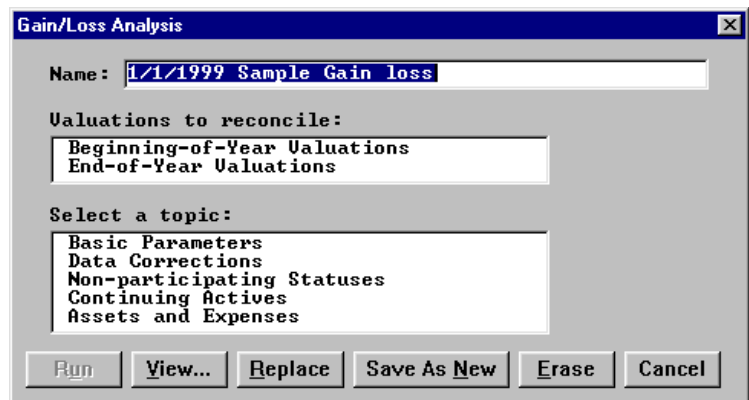 Gain/Loss Analysis
Name: 1/1/1999 Sample Gain loss
Valuations to reconcile:
Beginning-of-Year Valuations
End-of-Year Valuations
Select a topic:
Basic Parameters
Data Corrections
Non-participating Statuses
Continuing Actives
Assets and Expenses
Run View... Replace Save As New Erase Cancel